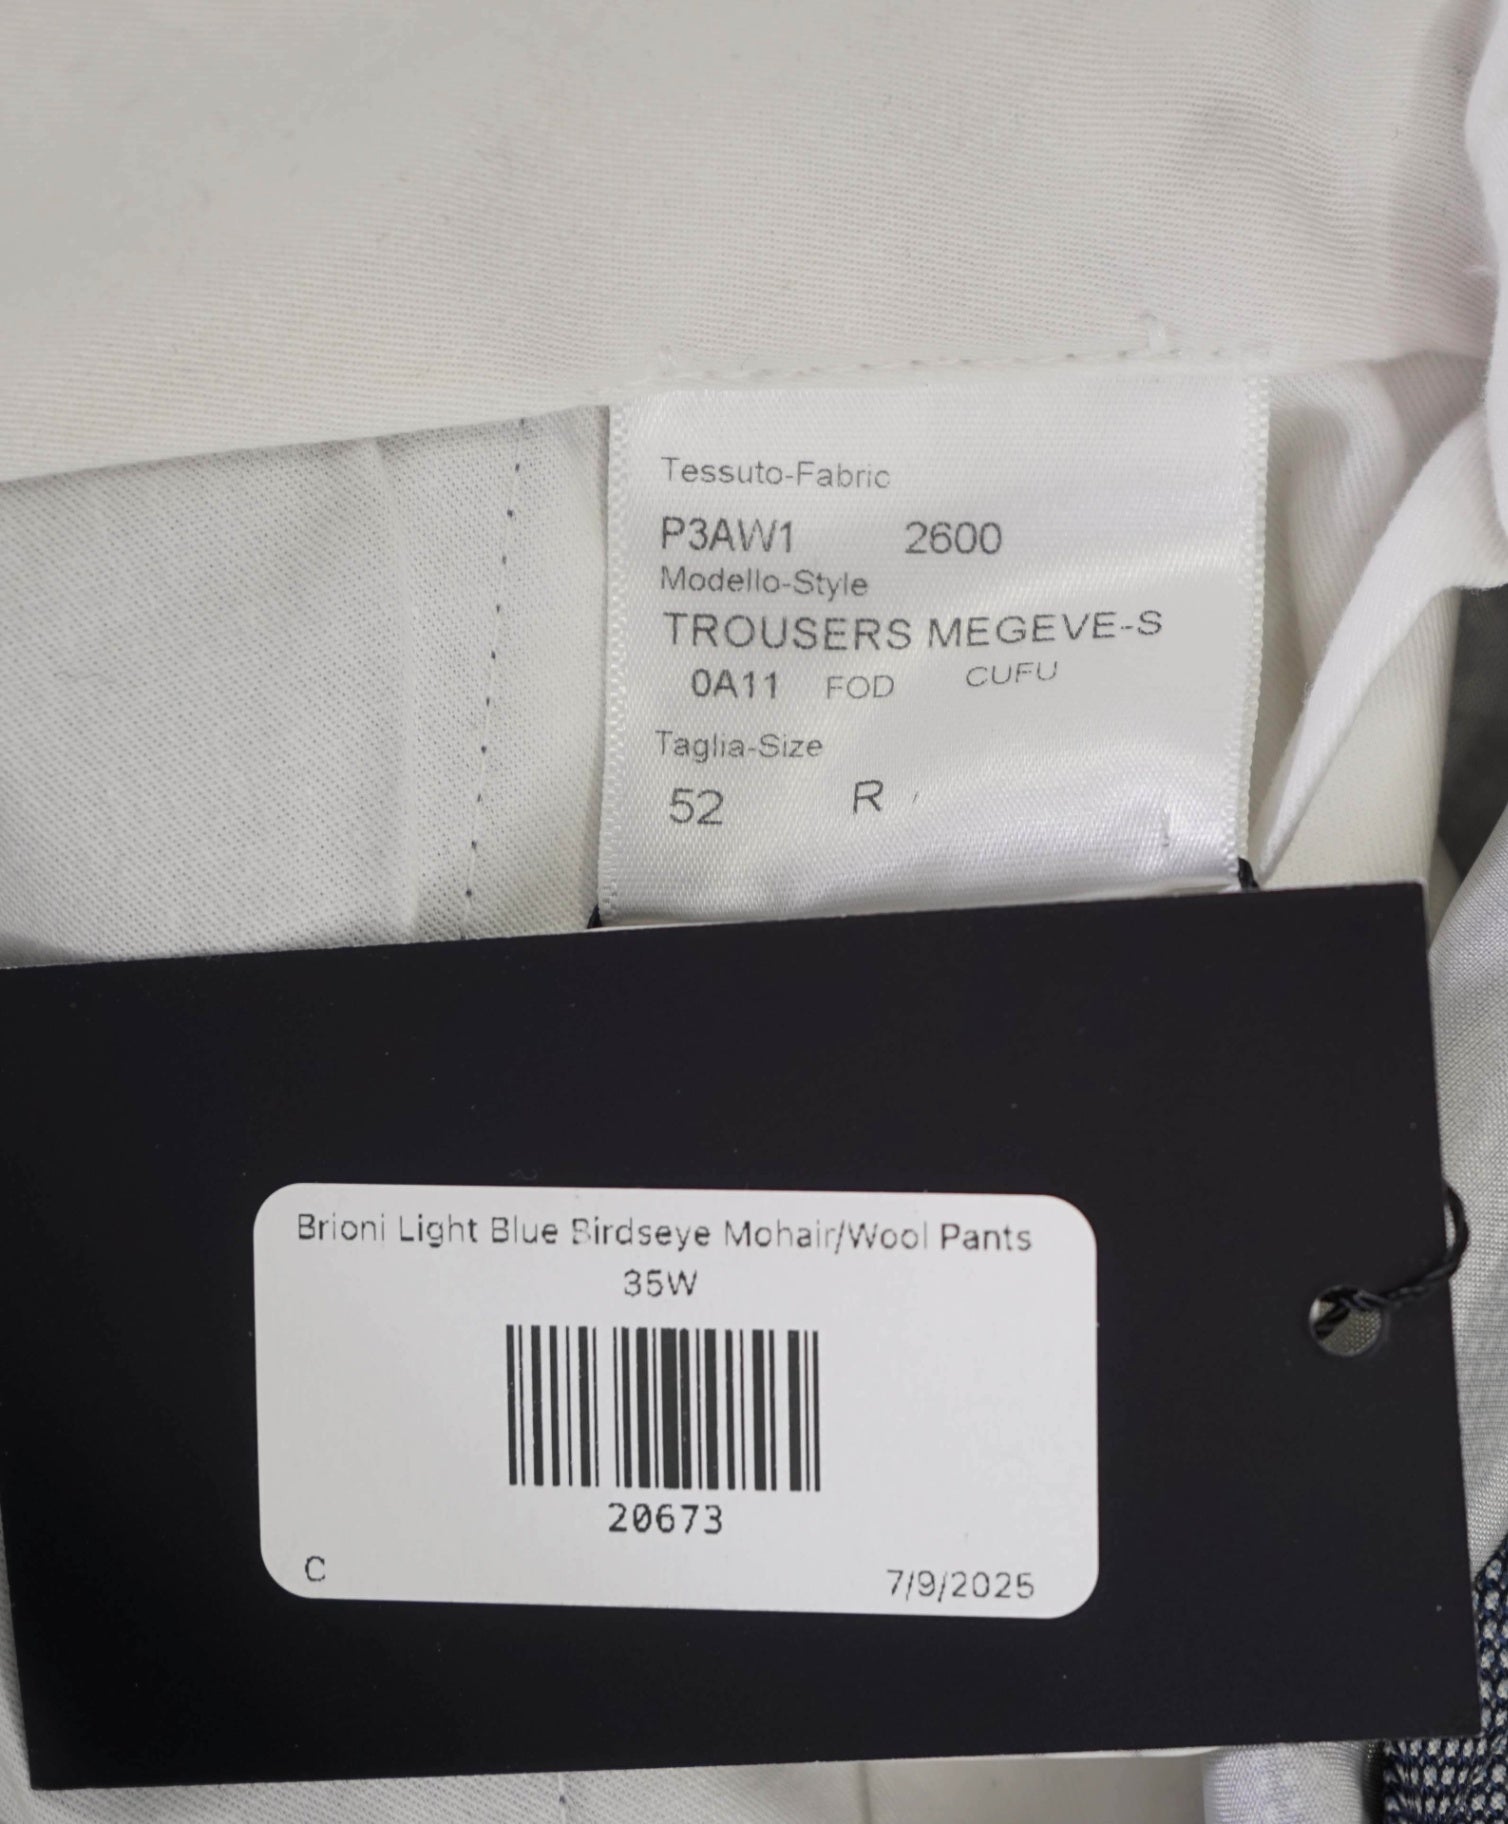 Tessuto-Fabric
P3AW1 2600
Modello-Style
TROUSERS MEGEVE-S
0A11 FOD CUFU
Taglia-Size
52 R
Brioni Light Blue Birdseye Mohair/Wool Pants
35W
20673
C 7/9/2025